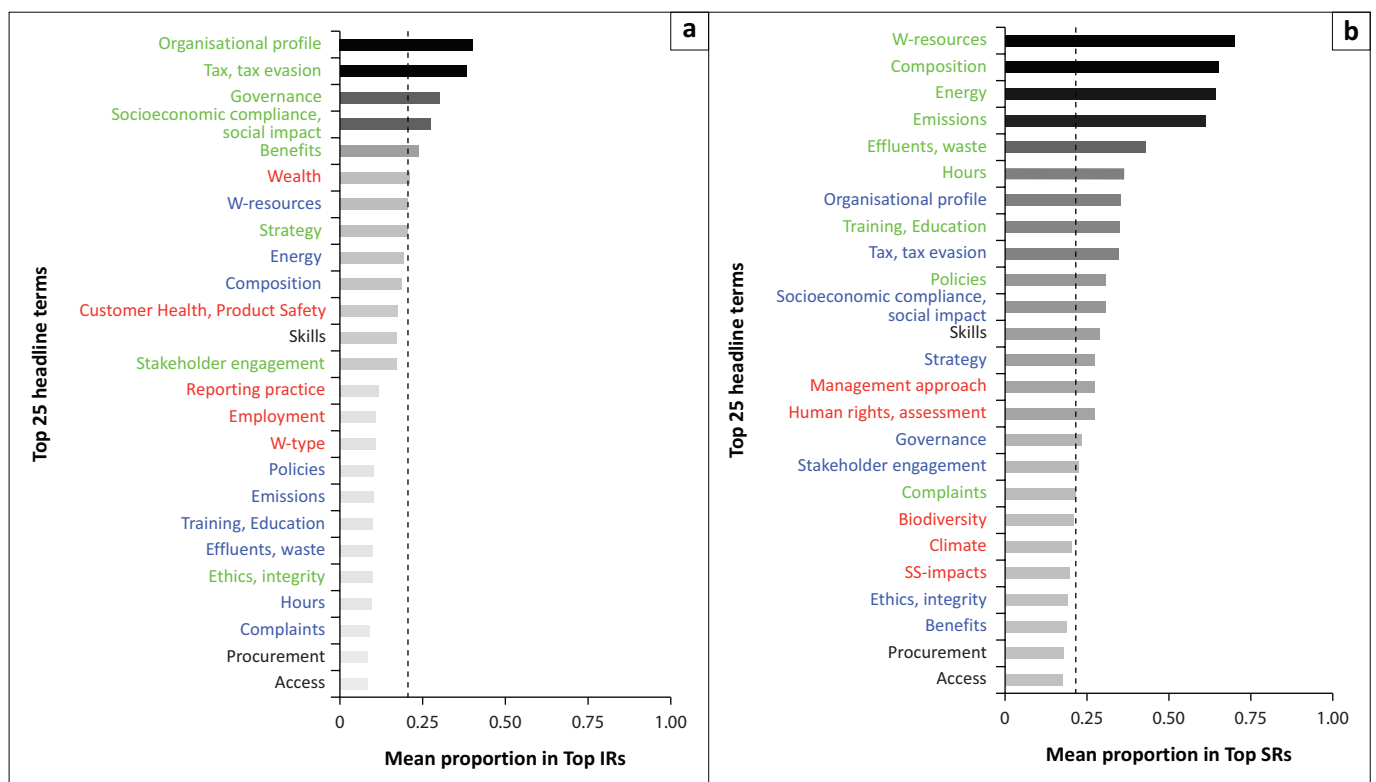 a
Top 25 headline terms
Organisational profile
Tax, tax evasion
Governance
Socioeconomic compliance,
social impact
Benefits
Wealth
W-resources
Strategy
Energy
Composition
Customer Health, Product Safety
Skills
Stakeholder engagement
Reporting practice
Employment
W-type
Policies
Emissions
Training, Education
Effluents, waste
Ethics, integrity
Hours
Complaints
Procurement
Access
0 0.25 0.50 0.75 1.00
Mean proportion in Top IRs
b
Top 25 headline terms
W-resources
Composition
Energy
Emissions
Effluents, waste
Hours
Organisational profile
Training, Education
Tax, tax evasion
Policies
Socioeconomic compliance,
social impact
Skills
Strategy
Management approach
Human rights, assessment
Governance
Stakeholder engagement
Complaints
Biodiversity
Climate
SS-impacts
Ethics, integrity
Benefits
Procurement
Access
0 0.25 0.50 0.75 1.00
Mean proportion in Top SRs